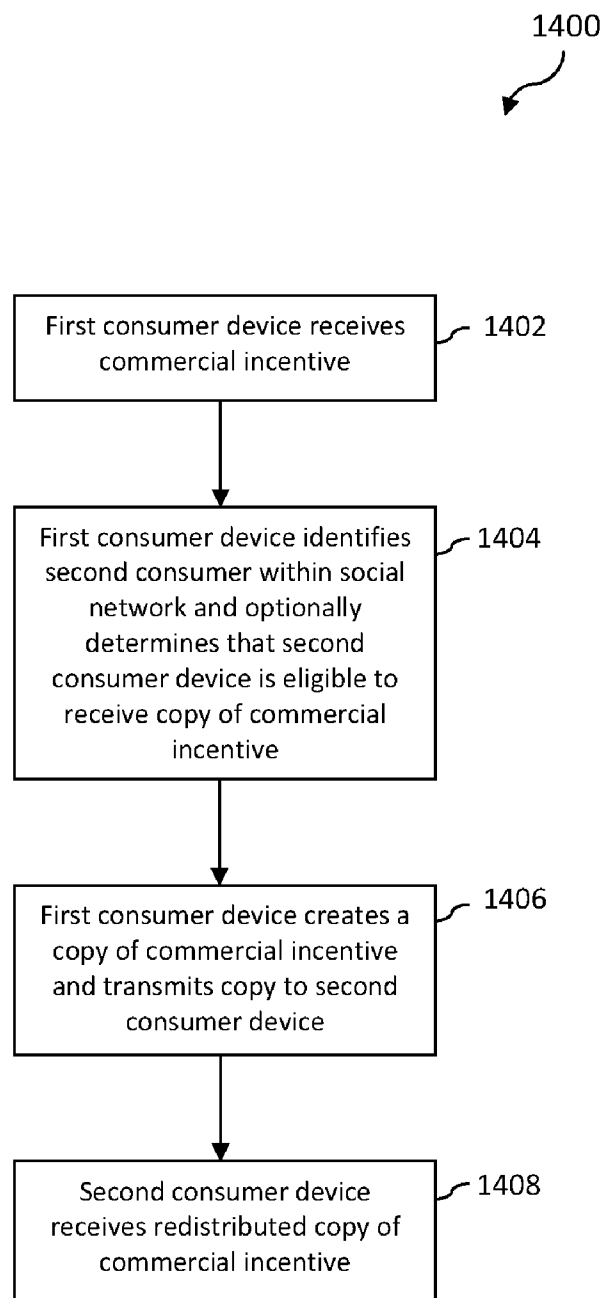 1400
First consumer device receives
commercial incentive
1402
First consumer device identifies
second consumer within social
network and optionally
determines that second
consumer device is eligible to
receive copy of commercial
incentive
1404
First consumer device creates a
copy of commercial incentive
and transmits copy to second
consumer device
1406
Second consumer device
receives redistributed copy of
commercial incentive
1408